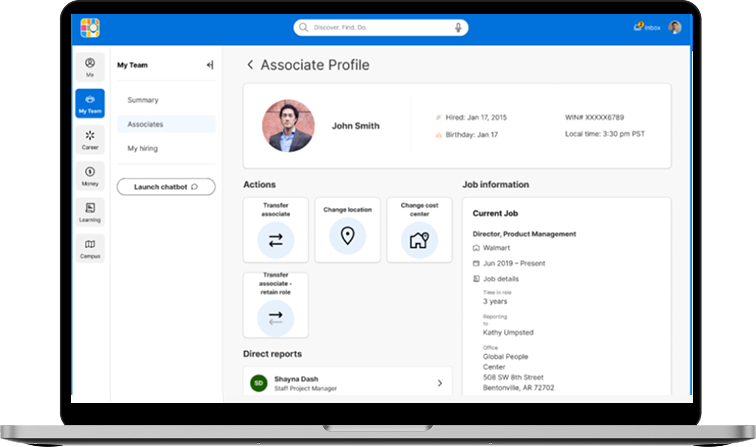 Discover. Find. Do.
Inbox
Me
My Team
Career
Money
Learning
Campus
My Team
Summary
Associates
My hiring
Launch chatbot
Associate Profile
John Smith
Hired: Jan 17, 2015
Birthday: Jan 17
WIN# XXXXX6789
Local time: 3:30 pm PST
Actions
Transfer
associate
Change location
Change cost
center
Transfer
associate -
retain role
Direct reports
SD
Shayna Dash
Staff Project Manager
Job information
Current Job
Director, Product Management
Walmart
Jun 2019 – Present
Job details
Time in role
3 years
Reporting
to
Kathy Umpsted
Office
Global People
Center
508 SW 8th Street
Bentonville, AR 72702